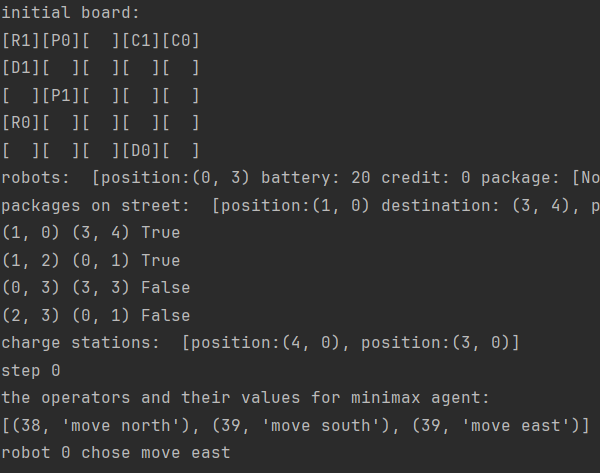 initial board:
[R1][P0][  ][C1][C0]
[D1][  ][  ][  ][  ]
[  ][P1][  ][  ][  ]
[R0][  ][  ][  ][  ]
[  ][  ][  ][D0][  ]
robots:  [position:(0, 3) battery: 20 credit: 0 package: [No
packages on street:  [position:(1, 0) destination: (3, 4), p
(1, 0) (3, 4) True
(1, 2) (0, 1) True
(0, 3) (3, 3) False
(2, 3) (0, 1) False
charge stations:  [position:(4, 0), position:(3, 0)]
step 0
the operators and their values for minimax agent:
[(38, 'move north'), (39, 'move south'), (39, 'move east')]
robot 0 chose move east